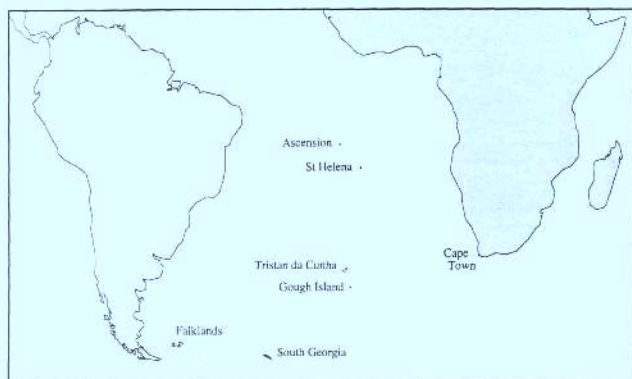 Ascension
St Helena
Cape
Town
Tristan da Cunha
Gough Island
Falklands
South Georgia